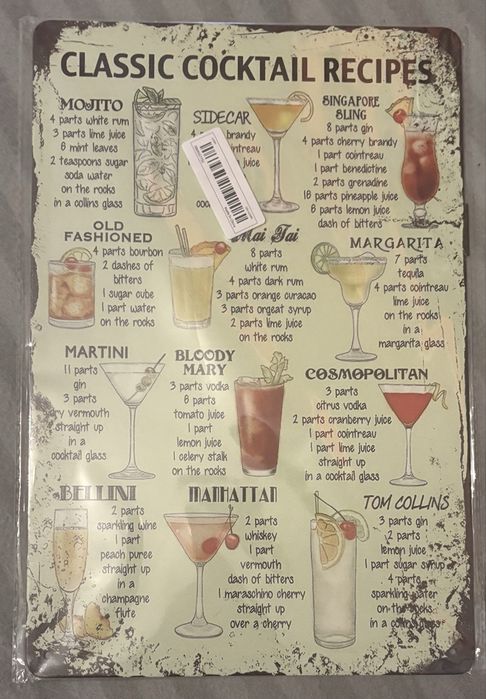 CLASSIC COCKTAIL RECIPES
MOJITO
4 parts white rum
3 parts lime juice
6 mint leaves
2 teaspoons sugar
soda water
on the rocks
in a collins glass
SIDECAR
brandy
juice
SINGAPORE
SLING
8 parts gin
4 parts cherry brandy
1 part cointreau
1 part benedictine
2 parts grenadine
16 parts pineapple juice
6 parts lemon juice
dash of bitters
OLD
FASHIONED
4 parts bourbon
2 dashes of
bitters
1 sugar cube
1 part water
on the rocks
Mai Tai
8 parts
white rum
4 parts dark rum
3 parts orange curacao
3 parts orgeat syrup
2 parts lime juice
on the rocks
MARGARITA
7 parts
tequila
4 parts cointreau
lime juice
on the rocks
in a
margarita glass
MARTINI
11 parts
gin
3 parts
ry vermouth
straight up
in a
cocktail glass
BLOODY
MARY
3 parts vodka
6 parts
tomato juice
1 part
lemon juice
1 celery stalk
on the rocks
COSMOPOLITAN
3 parts
citrus vodka
2 parts cranberry juice
1 part cointreau
1 part lime juice
straight up
in a cocktail glass
BELLINI
2 parts
sparkling wine
1 part
peach puree
straight up
in a
champagne
flute
MANHATTAN
2 parts
whiskey
1 part
vermouth
dash of bitters
1 maraschino cherry
straight up
over a cherry
TOM COLLINS
3 parts gin
2 parts
lemon juice
1 part sugar syrup
4 parts
sparkling water
on the rocks
in a collins glass